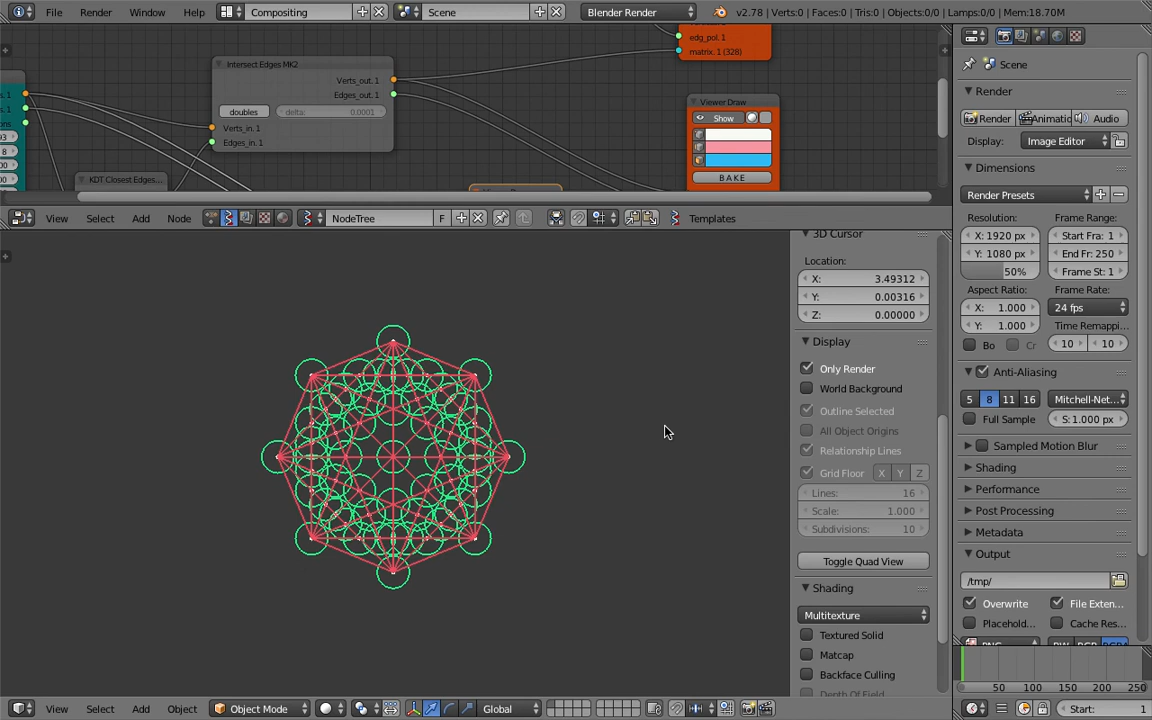 File Render Window Help Compositing Scene Blender Render v2.78 | Verts:0 | Faces:0 | Tris:0 | Objects:0/0 | Lamps:0/0 | Mem:18.70M
edg_pol. 1
matrix. 1 (328)
Intersect Edges MK2
Verts_out. 1
Edges_out. 1
doubles delta: 0.0001
Verts_in. 1
Edges_in. 1
KDT Closest Edges...
93
8
Viewer Draw
Show
BAKE
View Select Add Node NodeTree F Templates
3D Cursor
Location:
X: 3.49312
Y: 0.00316
Z: 0.00000
Display
Only Render
World Background
Outline Selected
All Object Origins
Relationship Lines
Grid Floor X Y Z
Lines: 16
Scale: 1.000
Subdivisions: 10
Toggle Quad View
Shading
Multitexture
Textured Solid
Matcap
Backface Culling
Depth Of Field
View Select Add Object Object Mode Global
Scene
Render
Render Animatic Audio
Display: Image Editor
Dimensions
Render Presets
Resolution: Frame Range:
X: 1920 px Start Fra: 1
Y: 1080 px End Fr: 250
50% Frame St: 1
Aspect Ratio: Frame Rate:
X: 1.000 24 fps
Y: 1.000 Time Remappi...
Bo Cr 10 10
Anti-Aliasing
5 8 11 16 Mitchell-Net...
Full Sample S: 1.000 px
Sampled Motion Blur
Shading
Performance
Post Processing
Metadata
Output
/tmp/
Overwrite File Exten...
Placehold... Cache Res...
50 100 150 200 250
Start: 1